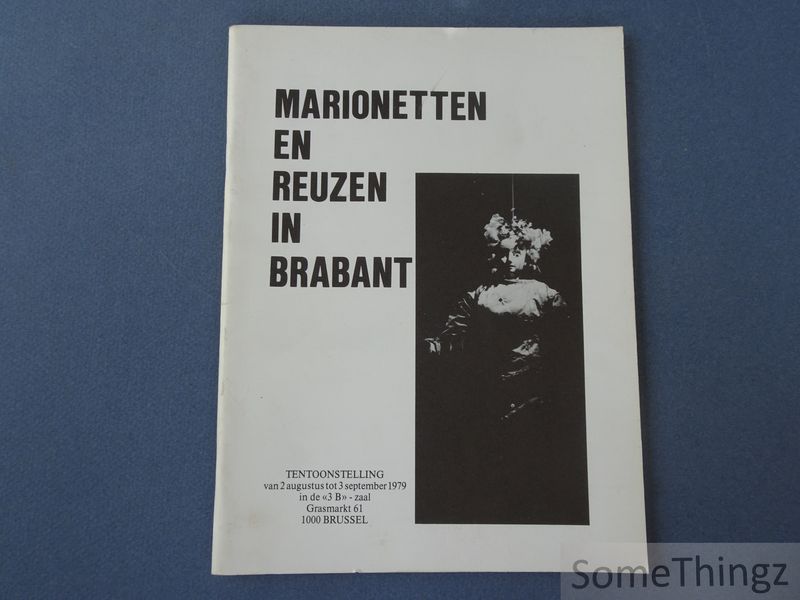 MARIONETTEN
EN
REUZEN
IN
BRABANT
TENTOONSTELLING
van 2 augustus tot 3 september 1979
in de «3 B» - zaal
Grasmarkt 61
1000 BRUSSEL
SomeThingz